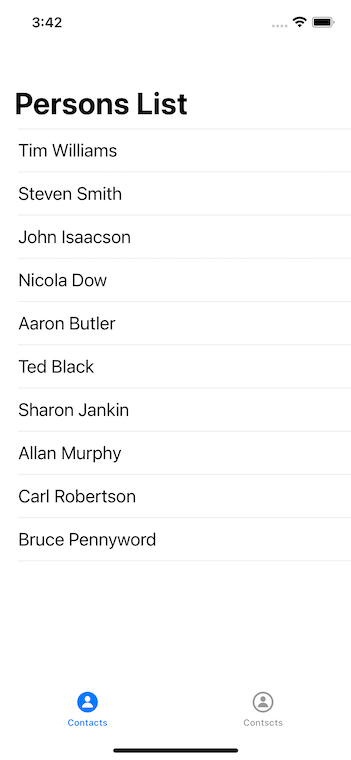 3:42
Persons List
Tim Williams
Steven Smith
John Isaacson
Nicola Dow
Aaron Butler
Ted Black
Sharon Jankin
Allan Murphy
Carl Robertson
Bruce Pennyword
Contacts
Contscts